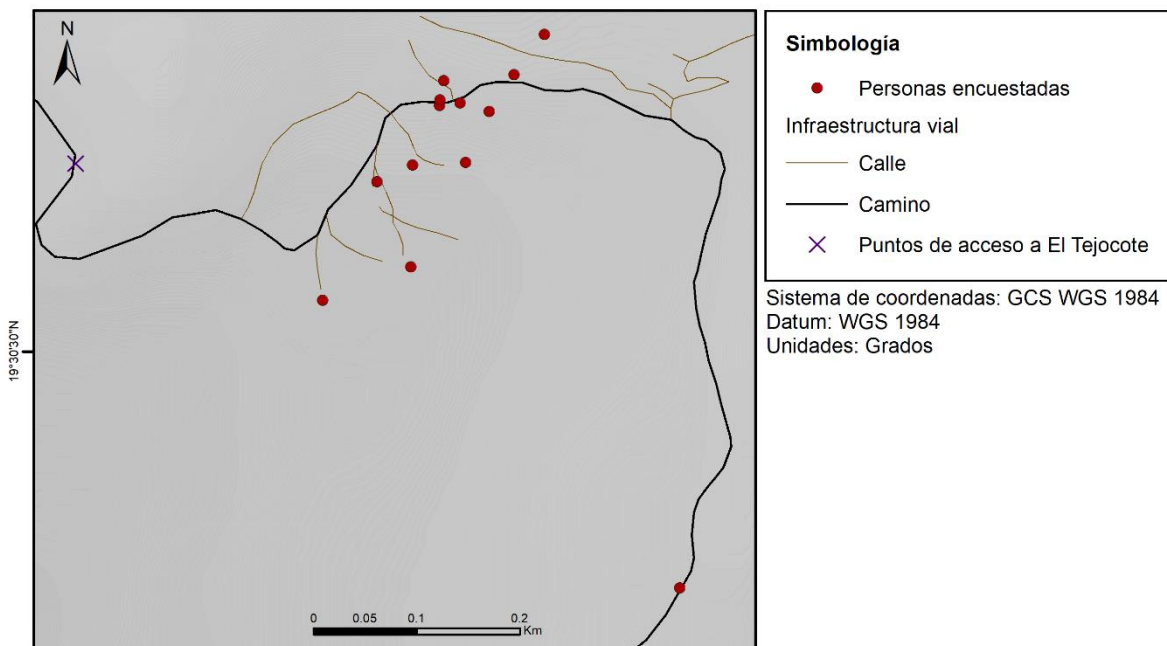 N
19°30'30"N
0 0.05 0.1 0.2
Km
Simbología
Personas encuestadas
Infraestructura vial
Calle
Camino
Puntos de acceso a El Tejocote
Sistema de coordenadas: GCS WGS 1984
Datum: WGS 1984
Unidades: Grados